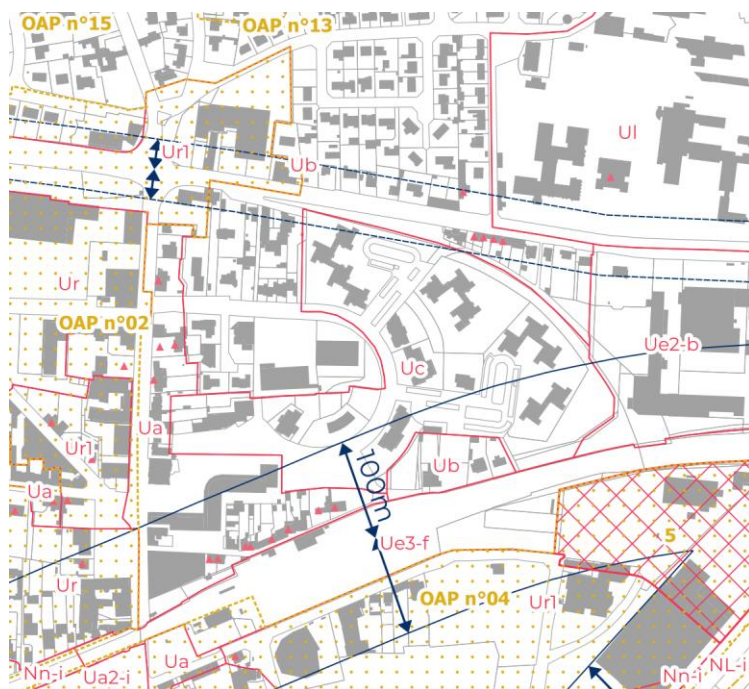 OAP n°15
OAP n°13
Ur1
Ub
Ul
Ur
OAP n°02
Ue2-b
Uc
Ua
Ur1
Ub
100m
Ua
5
Ue3-f
Ur
OAP n°04
Ur1
Ua
Nn-i
Ua2-i
Nn-i
NL-i